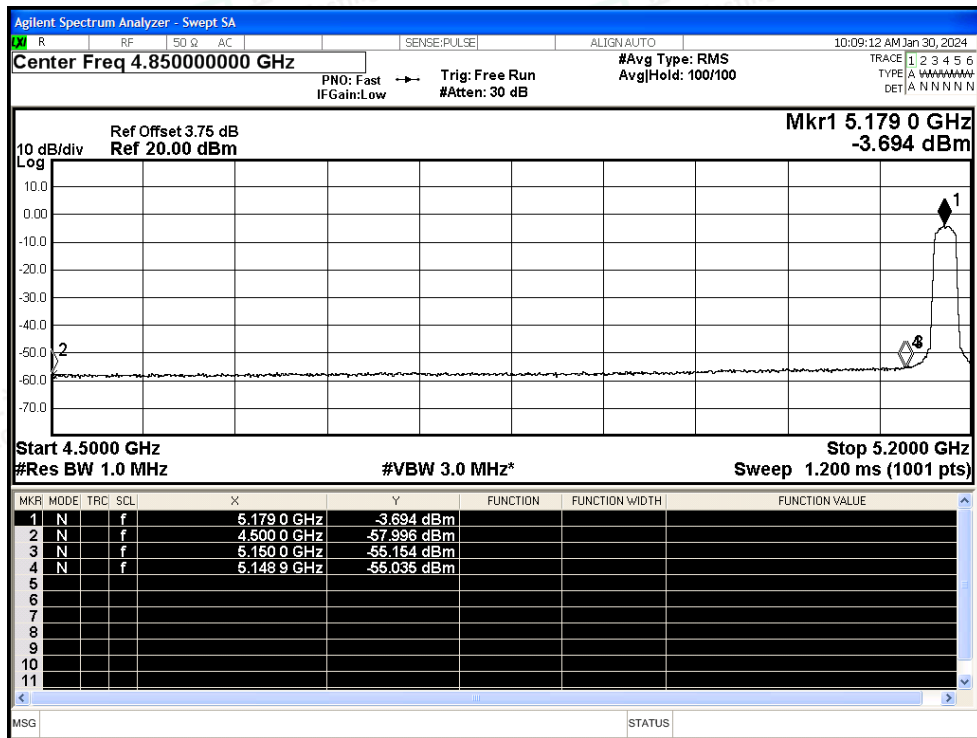 Agilent Spectrum Analyzer - Swept SA
LXI R RF 50 Ω AC SENSE:PULSE ALIGN AUTO 10:09:12 AM Jan 30, 2024
Center Freq 4.850000000 GHz
PNO: Fast
IFGain:Low
Trig: Free Run
#Atten: 30 dB
#Avg Type: RMS
Avg|Hold: 100/100
TRACE 1 2 3 4 5 6
TYPE A WWWWW
DET A N N N N N
Mkr1 5.179 0 GHz
-3.694 dBm
Ref Offset 3.75 dB
10 dB/div Ref 20.00 dBm
Log
10.0
0.00
-10.0
-20.0
-30.0
-40.0
-50.0
-60.0
-70.0
1
2
4
Start 4.5000 GHz Stop 5.2000 GHz
#Res BW 1.0 MHz #VBW 3.0 MHz* Sweep 1.200 ms (1001 pts)
MKR MODE TRC SCL X Y FUNCTION FUNCTION WIDTH FUNCTION VALUE
1 N f 5.179 0 GHz -3.694 dBm
2 N f 4.500 0 GHz -57.996 dBm
3 N f 5.150 0 GHz -55.154 dBm
4 N f 5.148 9 GHz -55.035 dBm
5
6
7
8
9
10
11
MSG STATUS